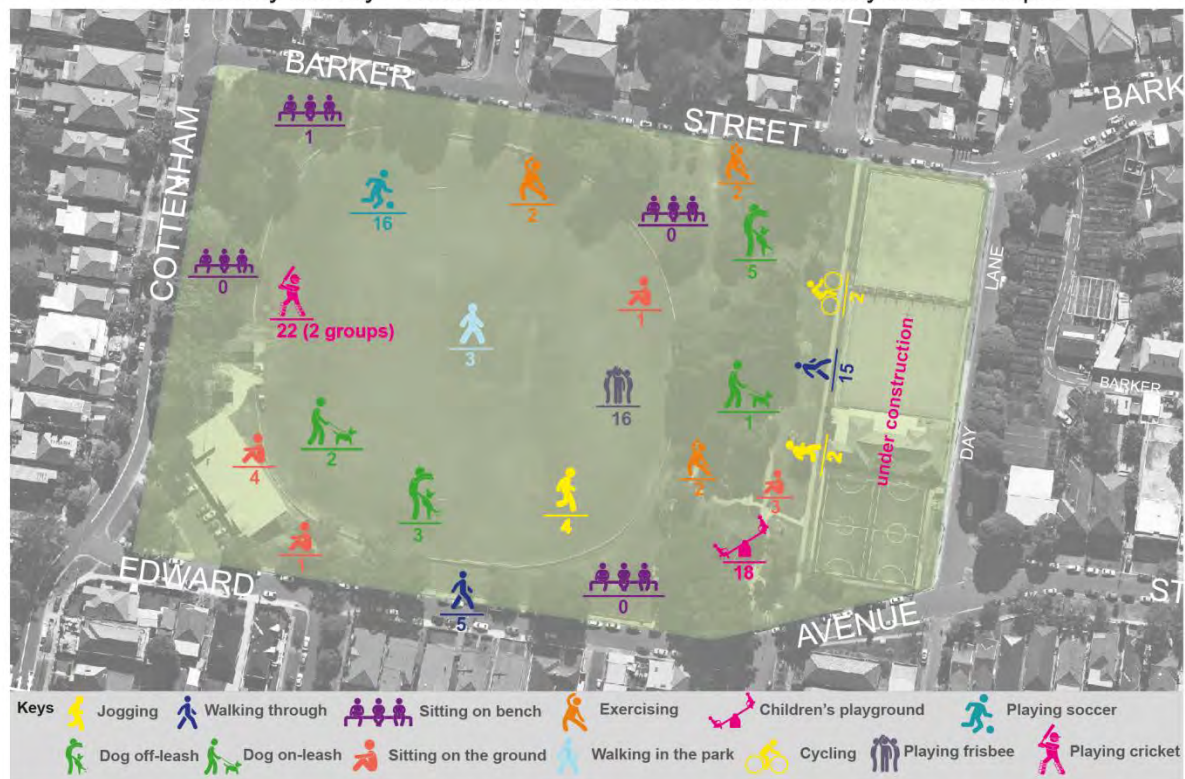 BARKER
STREET
D
BARK
COTTENHAM
1
16
2
2
0
5
0
22 (2 groups)
3
1
2
LANE
16
1
15
under construction
BARKER
DAY
2
4
3
4
2
3
2
1
18
0
5
EDWARD
AVENUE
ST
Keys
Jogging
Walking through
Sitting on bench
Exercising
Children's playground
Playing soccer
Dog off-leash
Dog on-leash
Sitting on the ground
Walking in the park
Cycling
Playing frisbee
Playing cricket